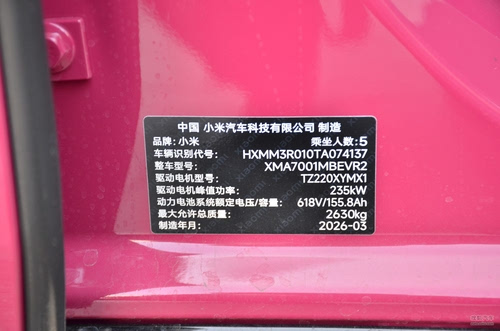 中国 小米汽车科技有限公司 制造
品牌: 小米 乘坐人数: 5
车辆识别代号: HXMM3R010TA074137
整车型号: XMA7001MBEVR2
驱动电机型号: TZ220XYMX1
驱动电机峰值功率: 235kW
动力电池系统额定电压/容量: 618V/155.8Ah
最大允许总质量: 2630kg
制造年月: 2026-03